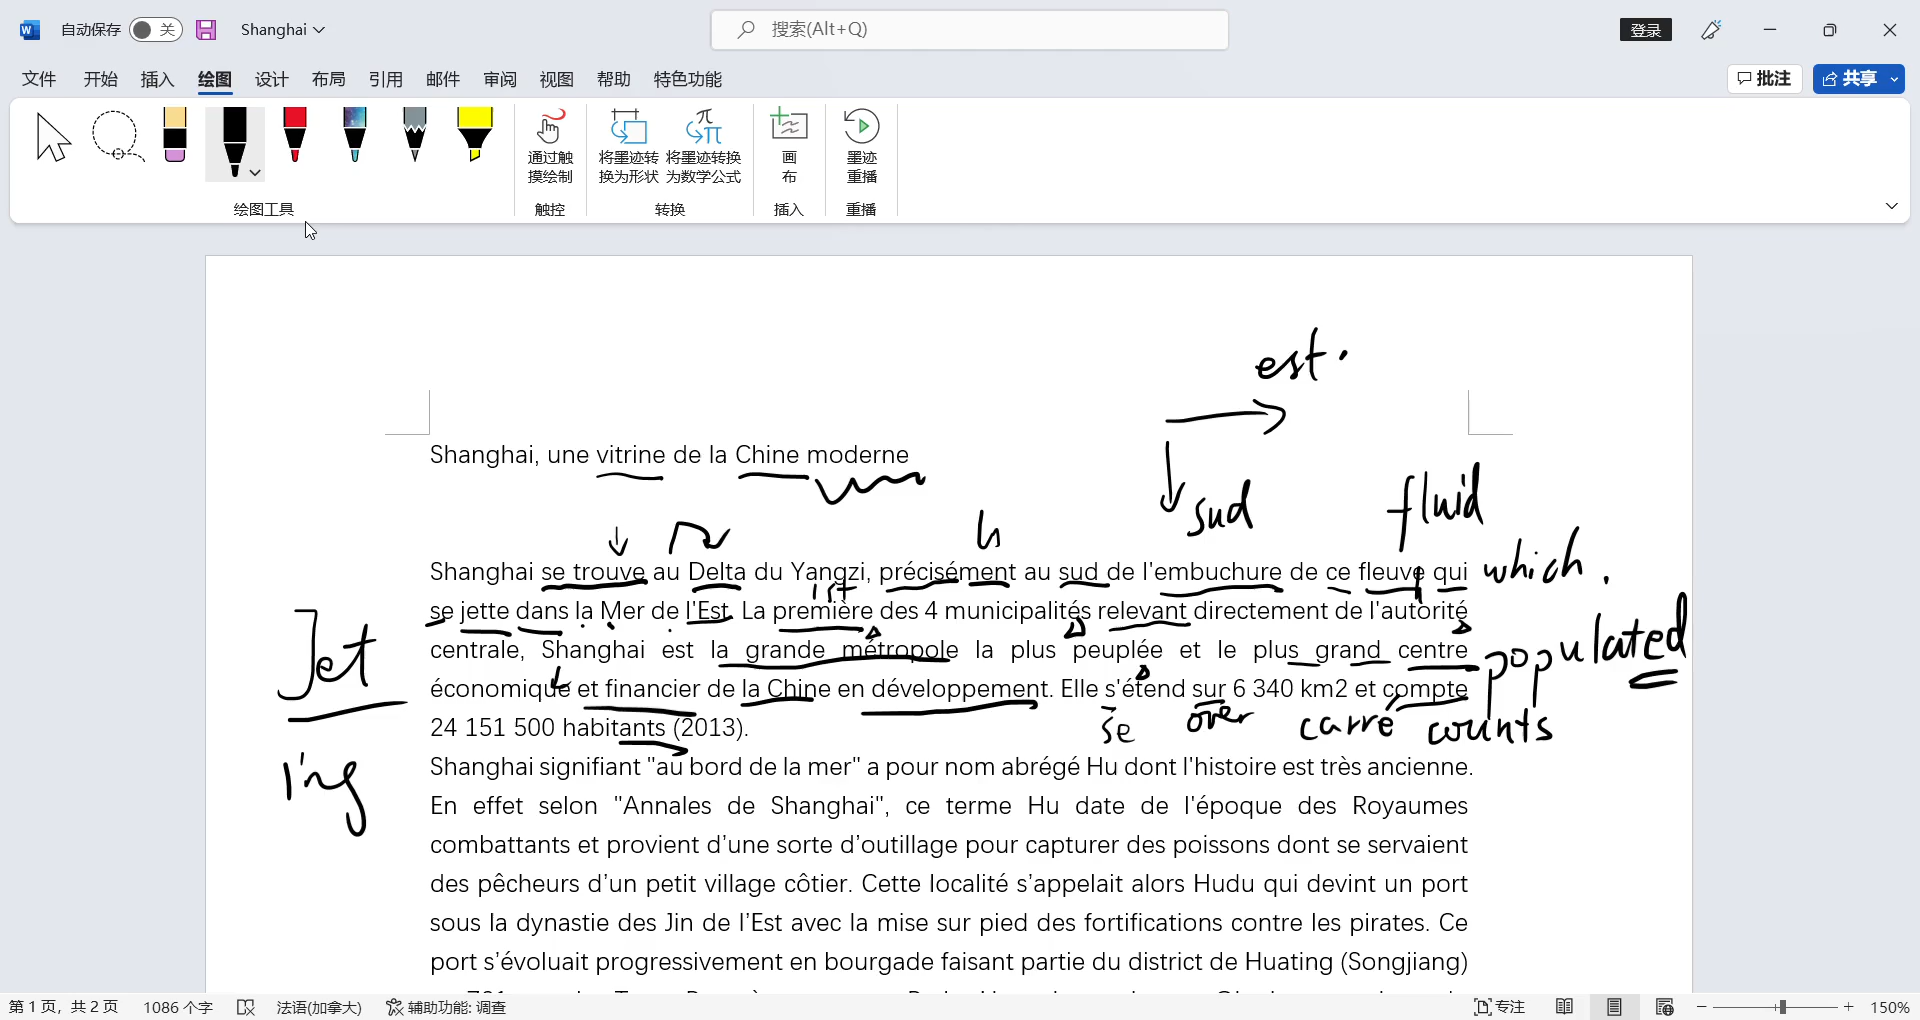 自动保存 关 Shanghai 搜索(Alt+Q) 登录
文件 开始 插入 绘图 设计 布局 引用 邮件 审阅 视图 帮助 特色功能 批注 共享
通过触摸绘制 将墨迹转换为形状 将墨迹转换为数学公式 画布 墨迹重播
绘图工具 触控 转换 插入 重播
est.
Shanghai, une vitrine de la Chine moderne
sud
fluid
Shanghai se trouve au Delta du Yangzi, précisément au sud de l'embuchure de ce fleuve qui
which.
1st
se jette dans la Mer de l'Est. La première des 4 municipalités relevant directement de l'autorité
Jet
centrale, Shanghai est la grande métropole la plus peuplée et le plus grand centre
populated
économique et financier de la Chine en développement. Elle s'étend sur 6 340 km2 et compte
24 151 500 habitants (2013).
se over carré counts
Shanghai signifiant "au bord de la mer" a pour nom abrégé Hu dont l'histoire est très ancienne.
ing
En effet selon "Annales de Shanghai", ce terme Hu date de l'époque des Royaumes
combattants et provient d’une sorte d’outillage pour capturer des poissons dont se servaient
des pêcheurs d’un petit village côtier. Cette localité s’appelait alors Hudu qui devint un port
sous la dynastie des Jin de l’Est avec la mise sur pied des fortifications contre les pirates. Ce
port s’évoluait progressivement en bourgade faisant partie du district de Huating (Songjiang)
第1页，共2页 1086 个字 法语(加拿大) 辅助功能: 调查 专注 150%